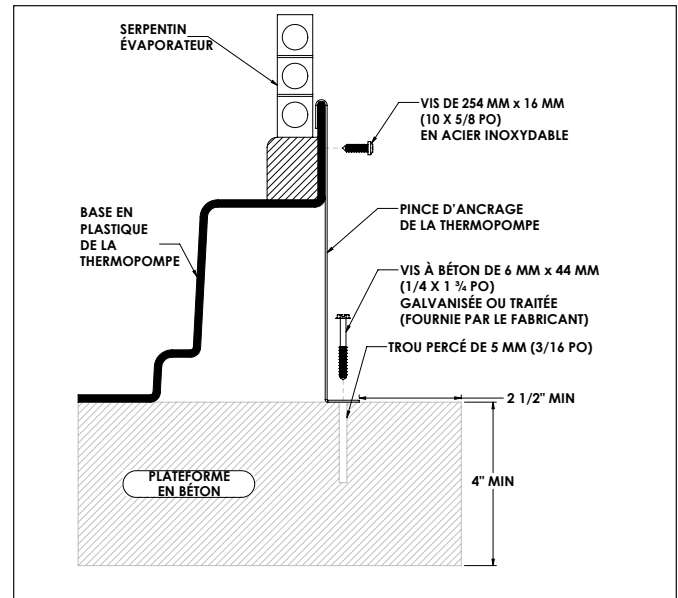 SERPENTIN
ÉVAPORATEUR
VIS DE 254 MM x 16 MM
(10 X 5/8 PO)
EN ACIER INOXYDABLE
BASE EN
PLASTIQUE
DE LA
THERMOPOMPE
PINCE D'ANCRAGE
DE LA THERMOPOMPE
VIS À BÉTON DE 6 MM x 44 MM
(1/4 X 1 ¾ PO)
GALVANISÉE OU TRAITÉE
(FOURNIE PAR LE FABRICANT)
TROU PERCÉ DE 5 MM (3/16 PO)
2 1/2" MIN
4" MIN
PLATEFORME
EN BÉTON